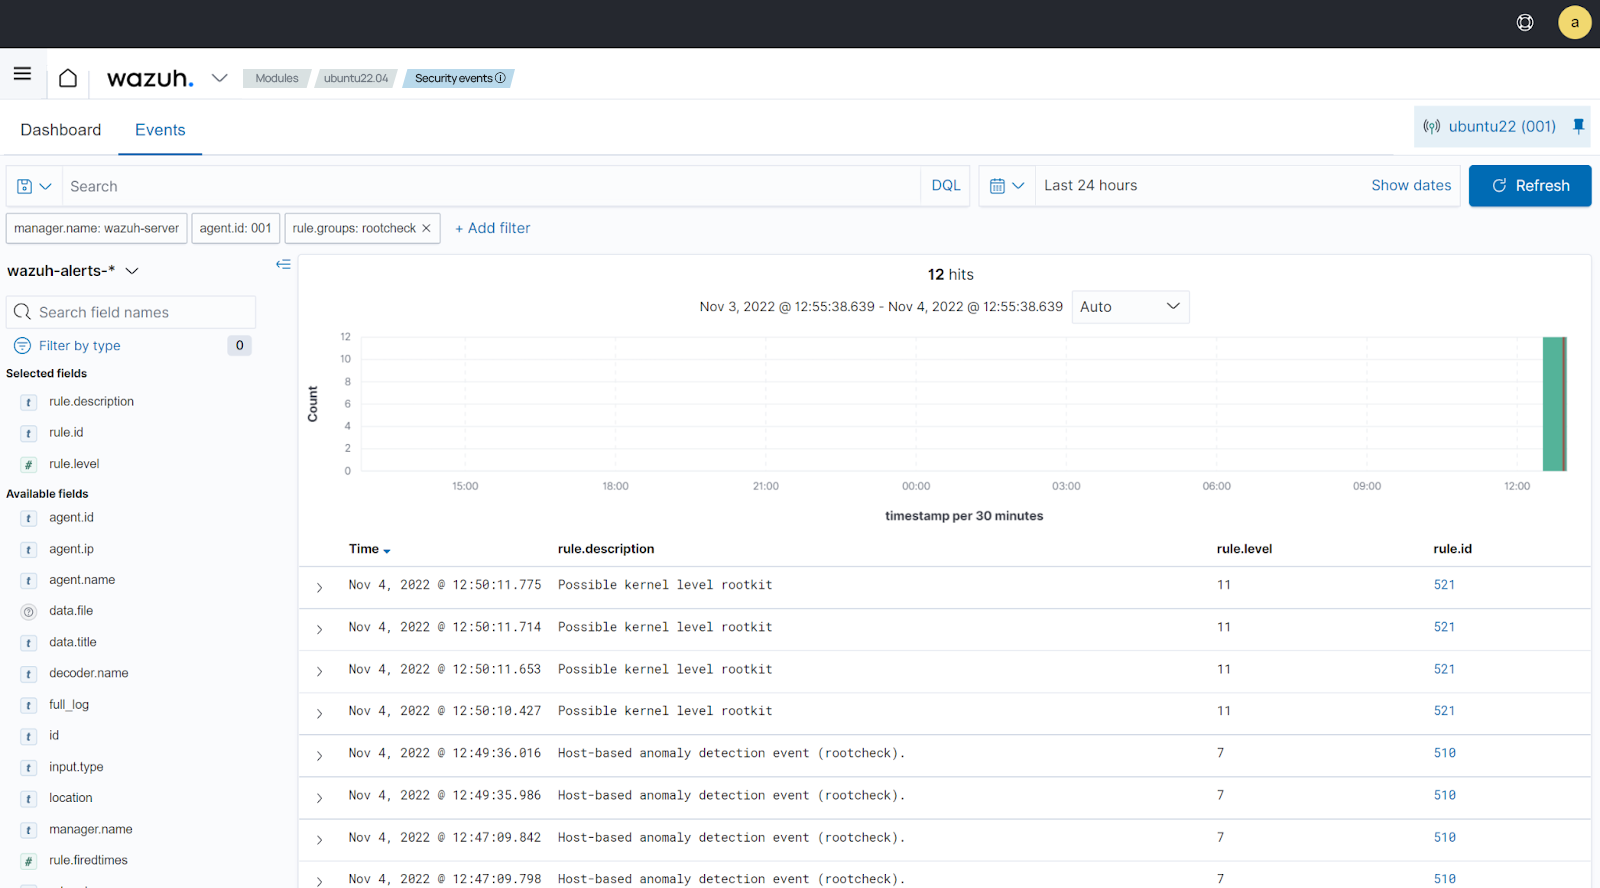 a
wazuh.
Modules
ubuntu22.04
Security events
Dashboard
Events
ubuntu22 (001)
Search
DQL
Last 24 hours
Show dates
Refresh
manager.name: wazuh-server
agent.id: 001
rule.groups: rootcheck ×
+ Add filter
wazuh-alerts-*
Search field names
Filter by type
0
Selected fields
t rule.description
t rule.id
# rule.level
Available fields
t agent.id
t agent.ip
t agent.name
? data.file
t data.title
t decoder.name
t full_log
t id
t input.type
t location
t manager.name
# rule.firedtimes
12 hits
Nov 3, 2022 @ 12:55:38.639 - Nov 4, 2022 @ 12:55:38.639
Auto
Count
12
10
8
6
4
2
0
15:00
18:00
21:00
00:00
03:00
06:00
09:00
12:00
timestamp per 30 minutes
Time rule.description rule.level rule.id
Nov 4, 2022 @ 12:50:11.775 Possible kernel level rootkit 11 521
Nov 4, 2022 @ 12:50:11.714 Possible kernel level rootkit 11 521
Nov 4, 2022 @ 12:50:11.653 Possible kernel level rootkit 11 521
Nov 4, 2022 @ 12:50:10.427 Possible kernel level rootkit 11 521
Nov 4, 2022 @ 12:49:36.016 Host-based anomaly detection event (rootcheck). 7 510
Nov 4, 2022 @ 12:49:35.986 Host-based anomaly detection event (rootcheck). 7 510
Nov 4, 2022 @ 12:47:09.842 Host-based anomaly detection event (rootcheck). 7 510
Nov 4, 2022 @ 12:47:09.798 Host-based anomaly detection event (rootcheck). 7 510